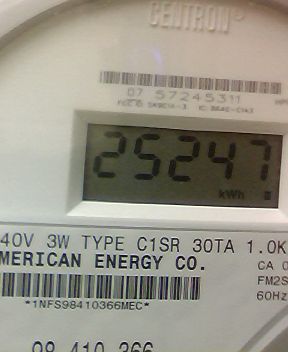 CENTRON®
07 57245311
25247
kWh
40V 3W TYPE C1SR 30TA 1.0K
MERICAN ENERGY CO.
CA 0
FM2S
60Hz
*1NFS98410366MEC*
98 410 366